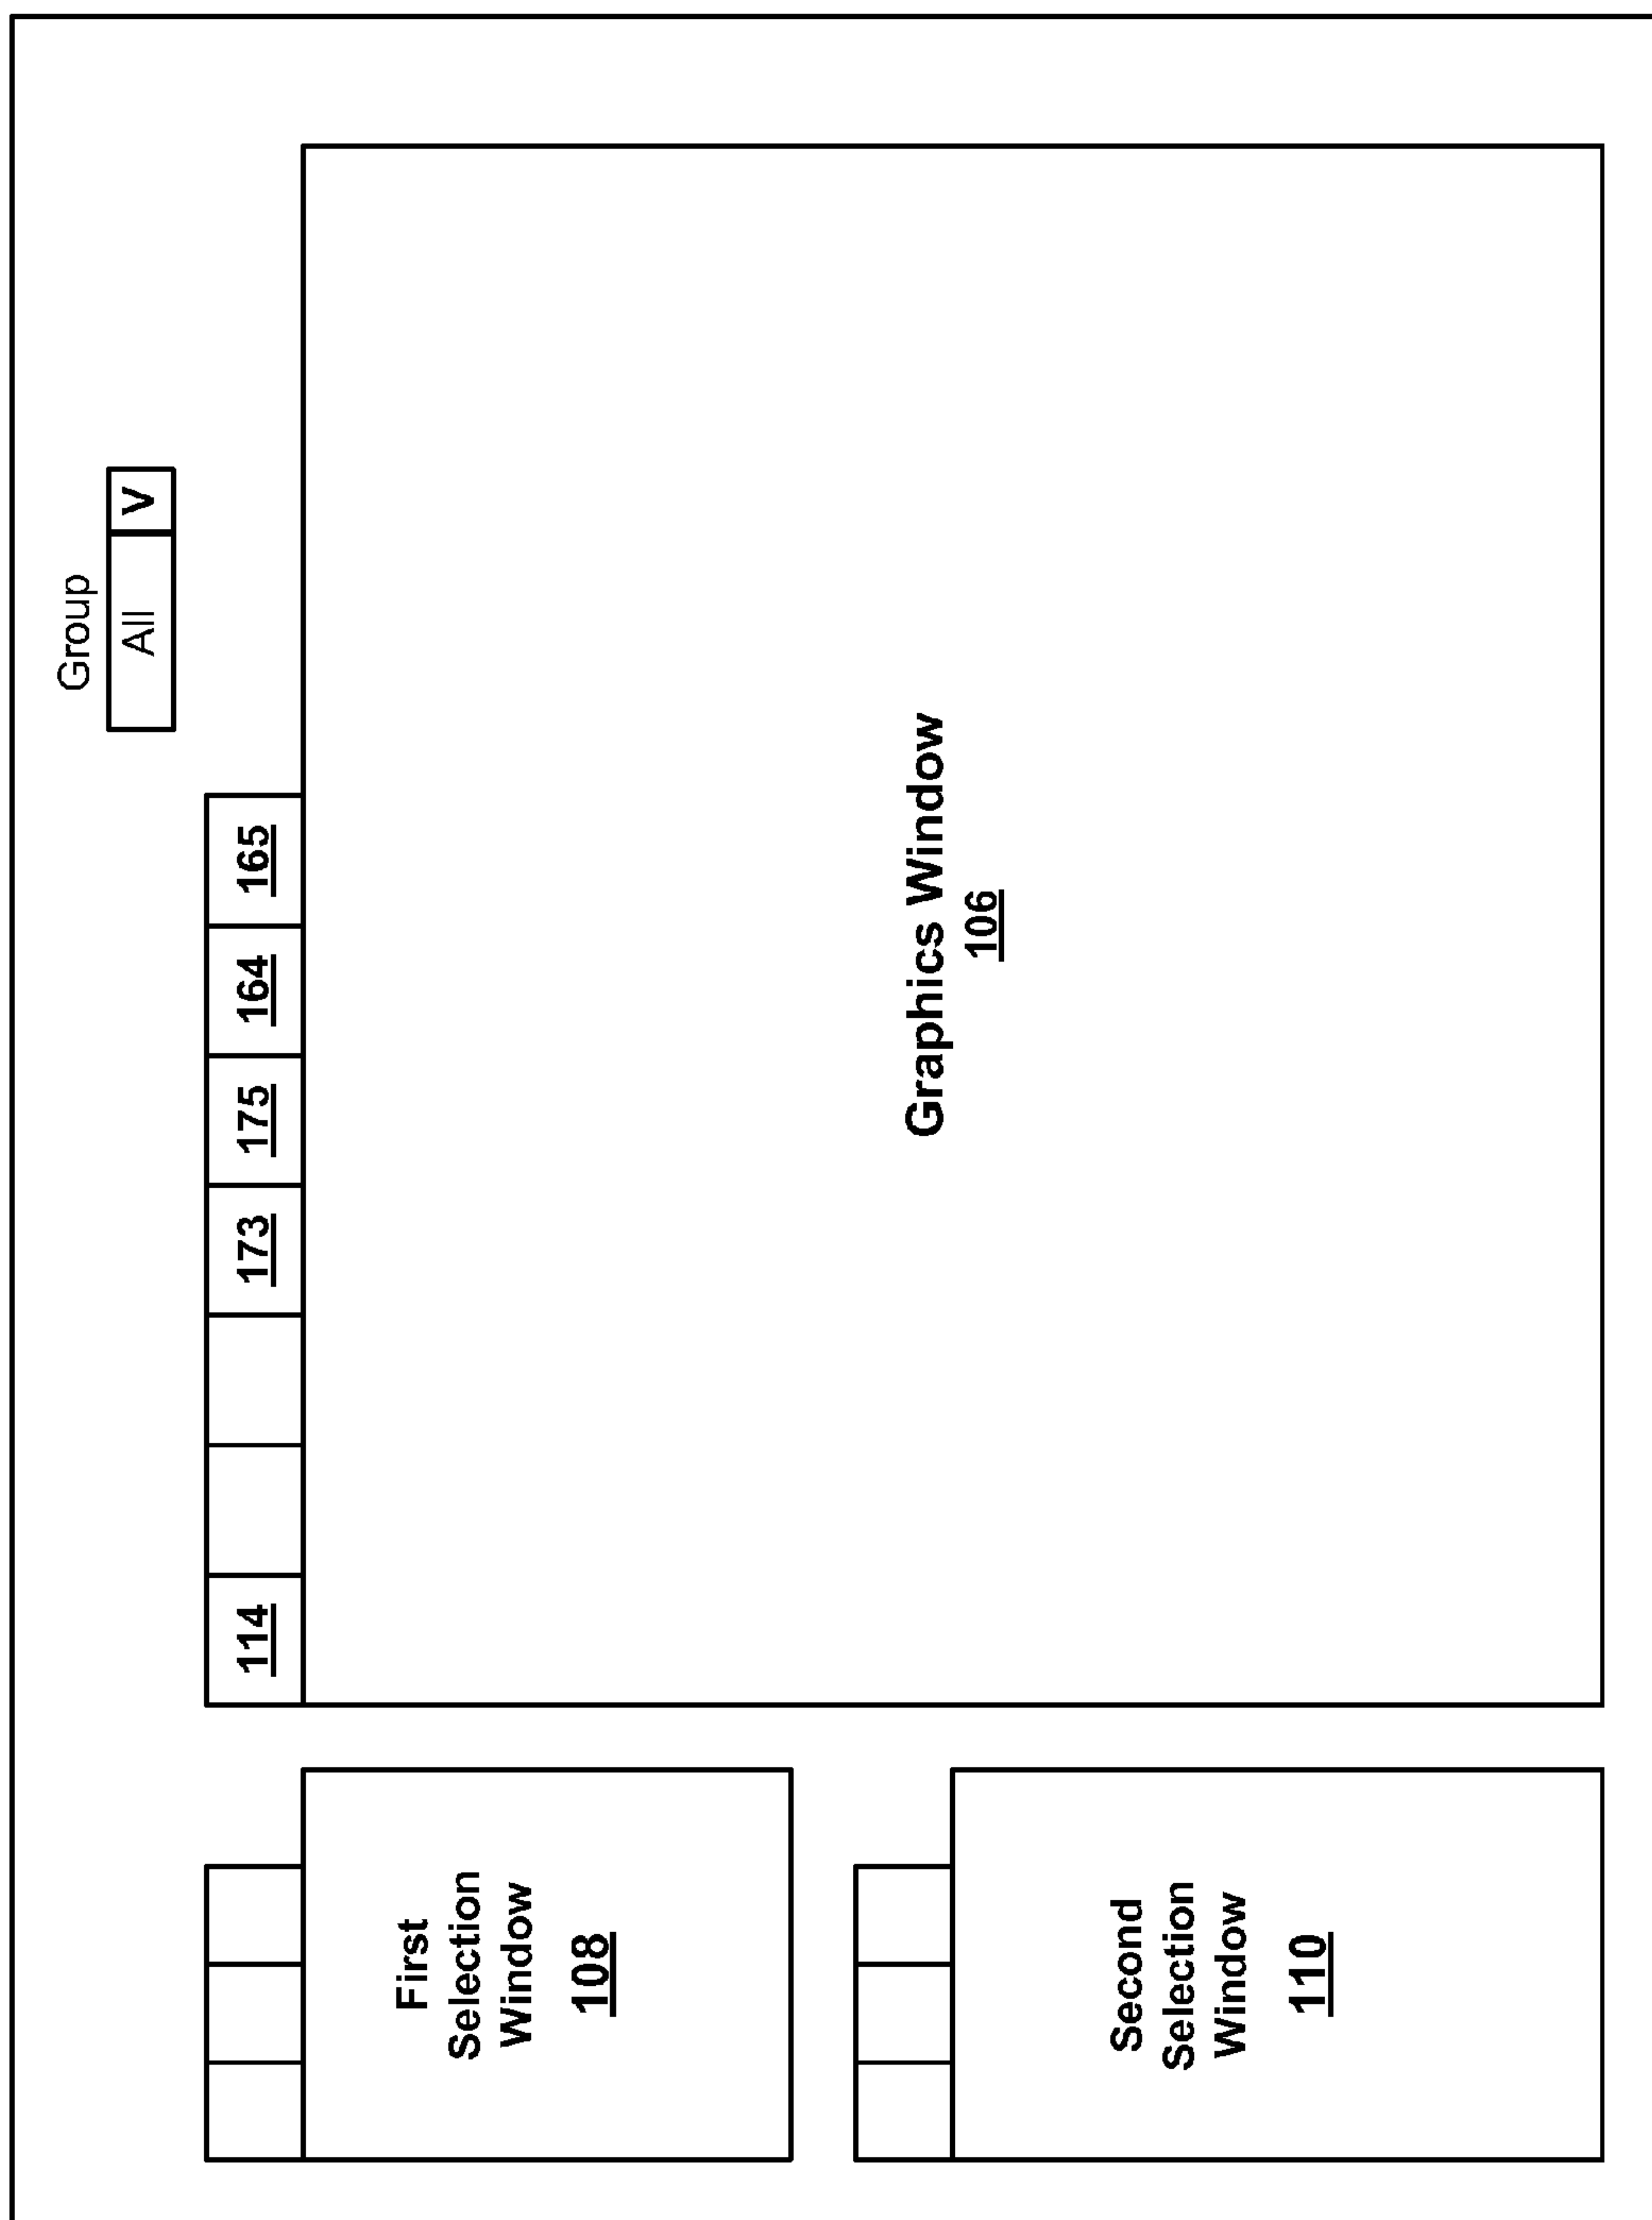 Group
All V
114 173 175 164 165
First
Selection
Window
108
Graphics Window
106
Second
Selection
Window
110